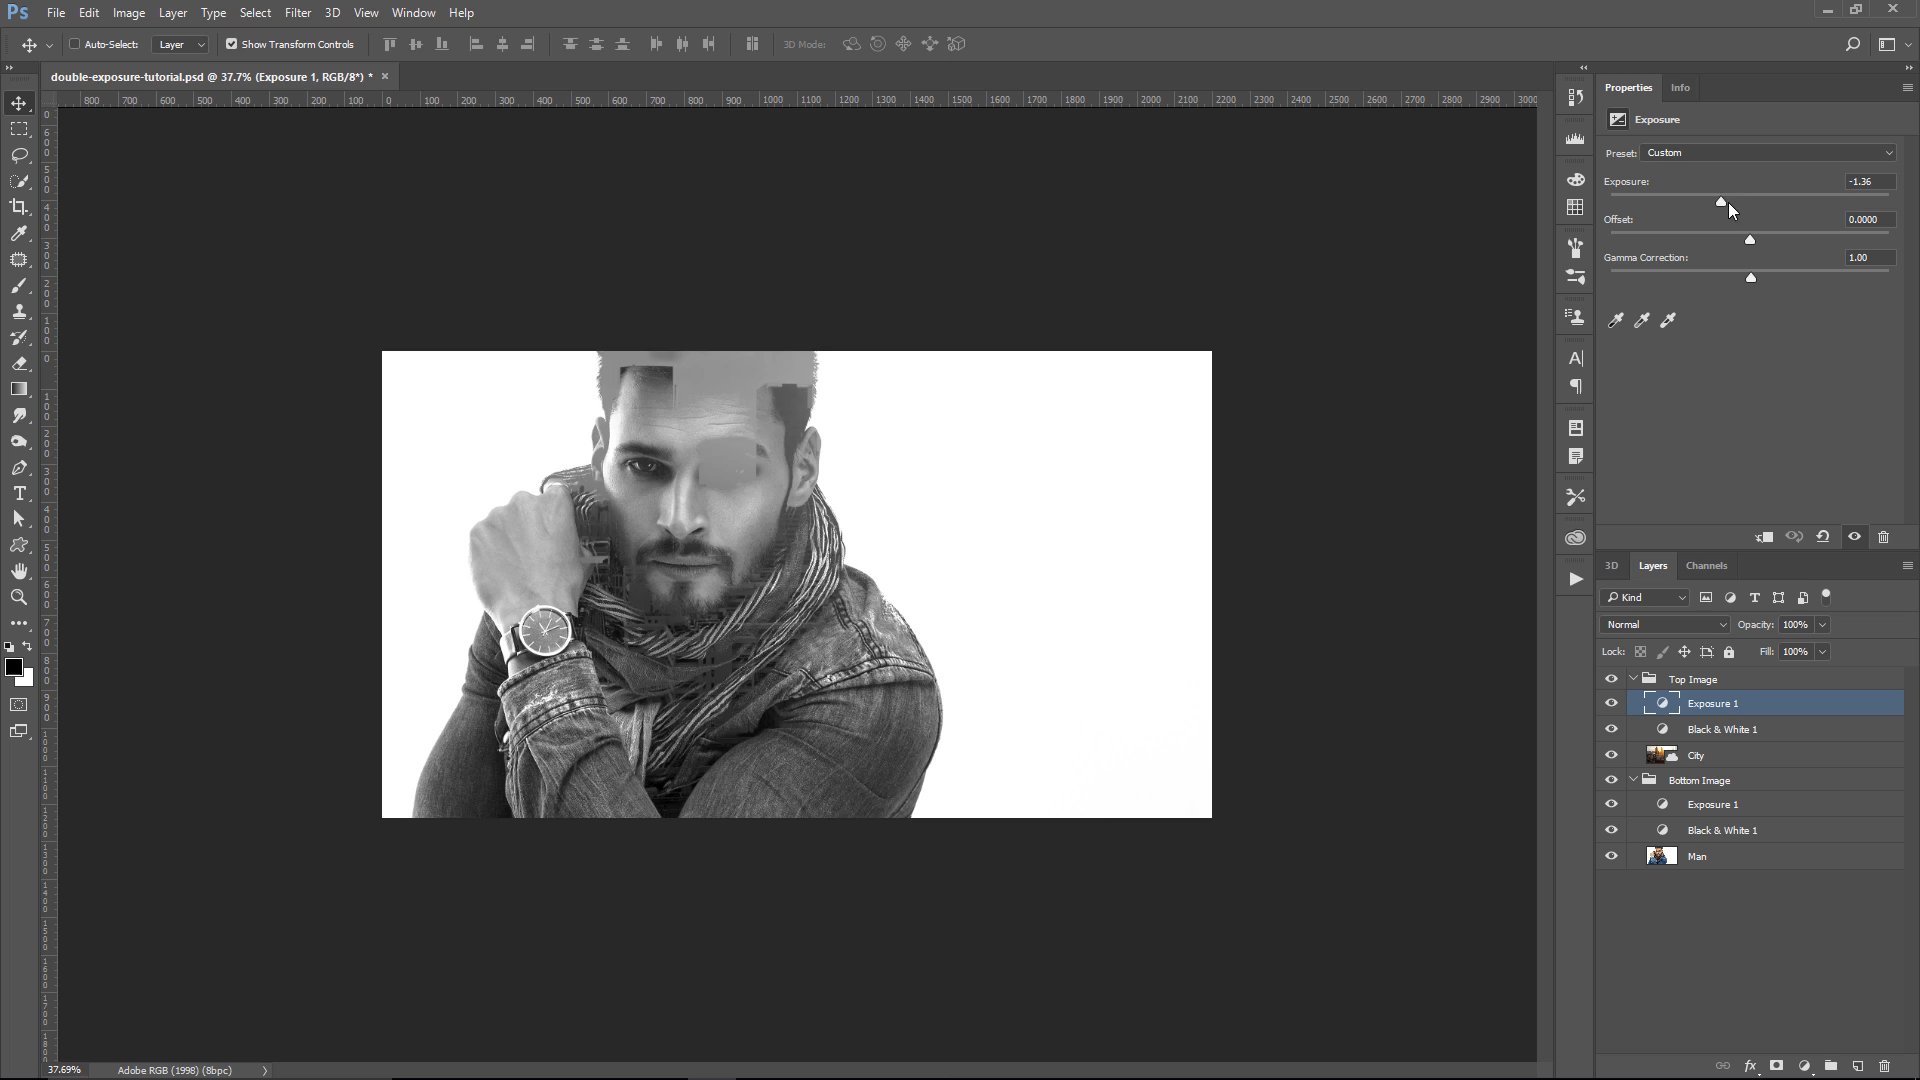 Ps File Edit Image Layer Type Select Filter 3D View Window Help
Auto-Select: Layer Show Transform Controls 3D Mode:
double-exposure-tutorial.psd @ 37.7% (Exposure 1, RGB/8*) * ×
800 700 600 500 400 300 200 100 0 100 200 300 400 500 600 700 800 900 1000 1100 1200 1300 1400 1500 1600 1700 1800 1900 2000 2100 2200 2300 2400 2500 2600 2700 2800 2900 3000
Properties Info
Exposure
Preset: Custom
Exposure: -1.36
Offset: 0.0000
Gamma Correction: 1.00
3D Layers Channels
Kind
Normal Opacity: 100%
Lock: Fill: 100%
Top Image
Exposure 1
Black & White 1
City
Bottom Image
Exposure 1
Black & White 1
Man
fx
37.69% Adobe RGB (1998) (8bpc)